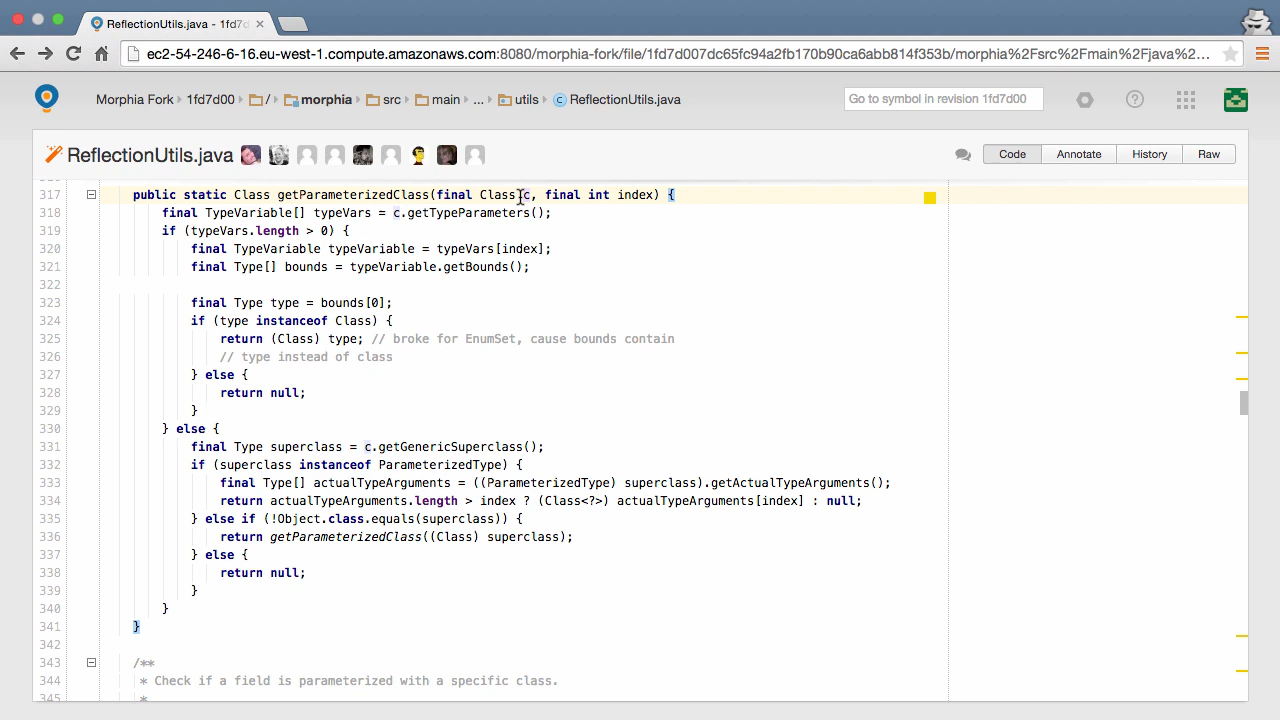 ReflectionUtils.java - 1fd7
ec2-54-246-6-16.eu-west-1.compute.amazonaws.com:8080/morphia-fork/file/1fd7d007dc65fc94a2fb170b90ca6abb814f353b/morphia%2Fsrc%2Fmain%2Fjava%2...
Morphia Fork 1fd7d00 / morphia src main ... utils C ReflectionUtils.java Go to symbol in revision 1fd7d00 ?
ReflectionUtils.java Code Annotate History Raw
317 public static Class getParameterizedClass(final Class c, final int index) {
318 final TypeVariable[] typeVars = c.getTypeParameters();
319 if (typeVars.length > 0) {
320 final TypeVariable typeVariable = typeVars[index];
321 final Type[] bounds = typeVariable.getBounds();
322
323 final Type type = bounds[0];
324 if (type instanceof Class) {
325 return (Class) type; // broke for EnumSet, cause bounds contain
326 // type instead of class
327 } else {
328 return null;
329 }
330 } else {
331 final Type superclass = c.getGenericSuperclass();
332 if (superclass instanceof ParameterizedType) {
333 final Type[] actualTypeArguments = ((ParameterizedType) superclass).getActualTypeArguments();
334 return actualTypeArguments.length > index ? (Class<?>) actualTypeArguments[index] : null;
335 } else if (!Object.class.equals(superclass)) {
336 return getParameterizedClass((Class) superclass);
337 } else {
338 return null;
339 }
340 }
341 }
342
343 /**
344 * Check if a field is parameterized with a specific class.
345 *